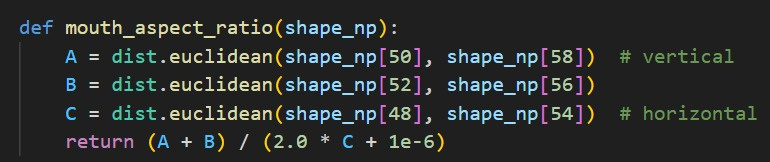 def mouth_aspect_ratio(shape_np):
    A = dist.euclidean(shape_np[50], shape_np[58])  # vertical
    B = dist.euclidean(shape_np[52], shape_np[56])
    C = dist.euclidean(shape_np[48], shape_np[54])  # horizontal
    return (A + B) / (2.0 * C + 1e-6)